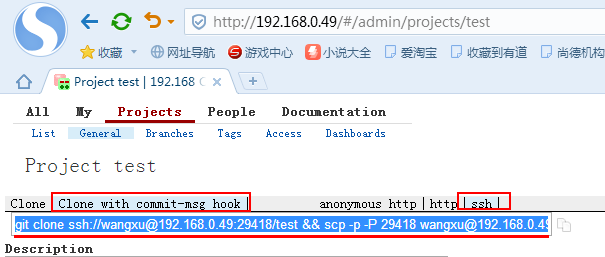 http://192.168.0.49/#/admin/projects/test
收藏 网址导航 游戏中心 小说大全 爱淘宝 收藏到有道 尚德机构
Project test | 192.168
All My Projects People Documentation
List General Branches Tags Access Dashboards
Project test
Clone Clone with commit-msg hook | anonymous http | http | ssh |
git clone ssh://wangxu@192.168.0.49:29418/test && scp -p -P 29418 wangxu@192.168.0.49
Description